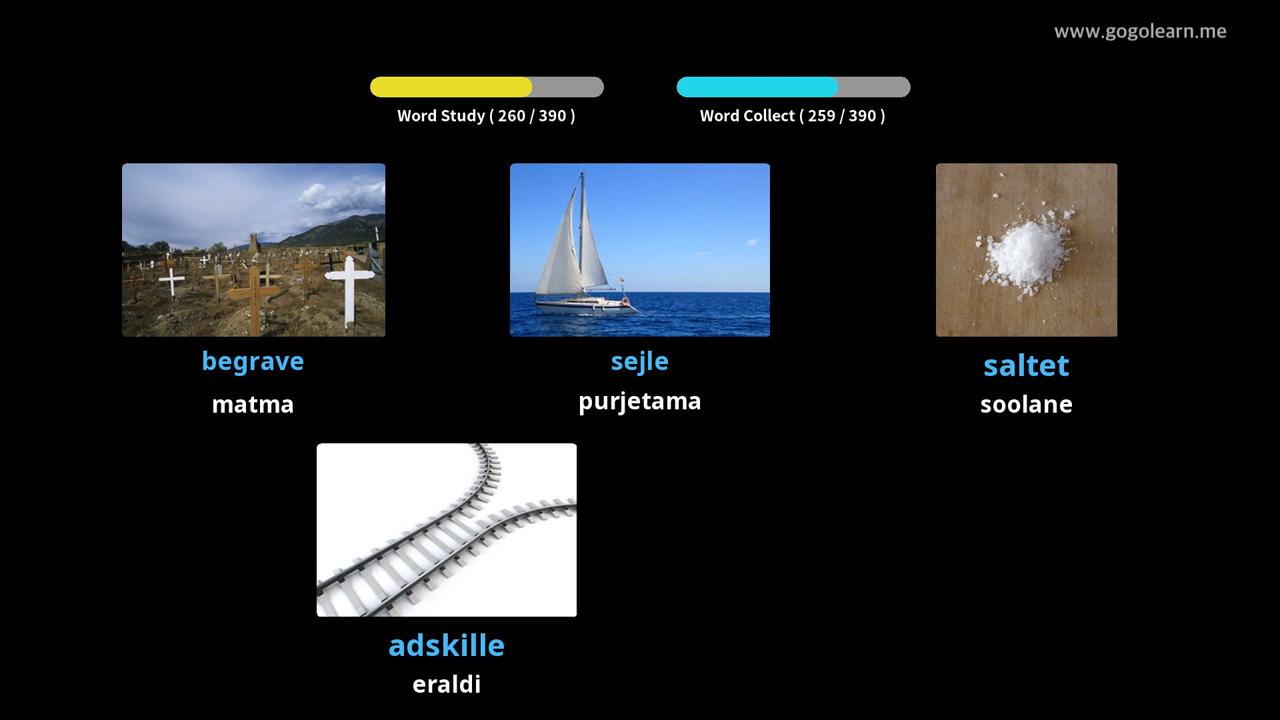 www.gogolearn.me
Word Study ( 260 / 390 )
Word Collect ( 259 / 390 )
begrave
matma
sejle
purjetama
saltet
soolane
adskille
eraldi